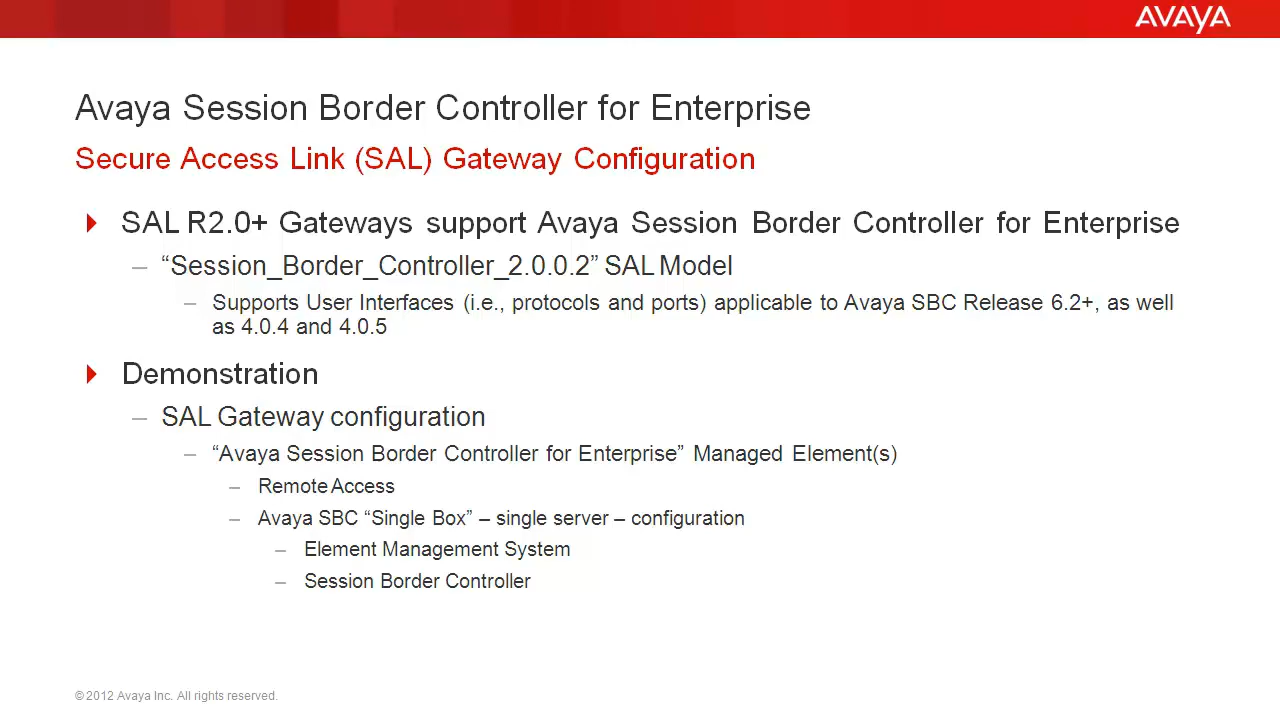 AVAYA
Avaya Session Border Controller for Enterprise
Secure Access Link (SAL) Gateway Configuration
SAL R2.0+ Gateways support Avaya Session Border Controller for Enterprise
– “Session_Border_Controller_2.0.0.2” SAL Model
– Supports User Interfaces (i.e., protocols and ports) applicable to Avaya SBC Release 6.2+, as well
as 4.0.4 and 4.0.5
Demonstration
– SAL Gateway configuration
– “Avaya Session Border Controller for Enterprise” Managed Element(s)
– Remote Access
– Avaya SBC “Single Box” – single server – configuration
– Element Management System
– Session Border Controller
© 2012 Avaya Inc. All rights reserved.